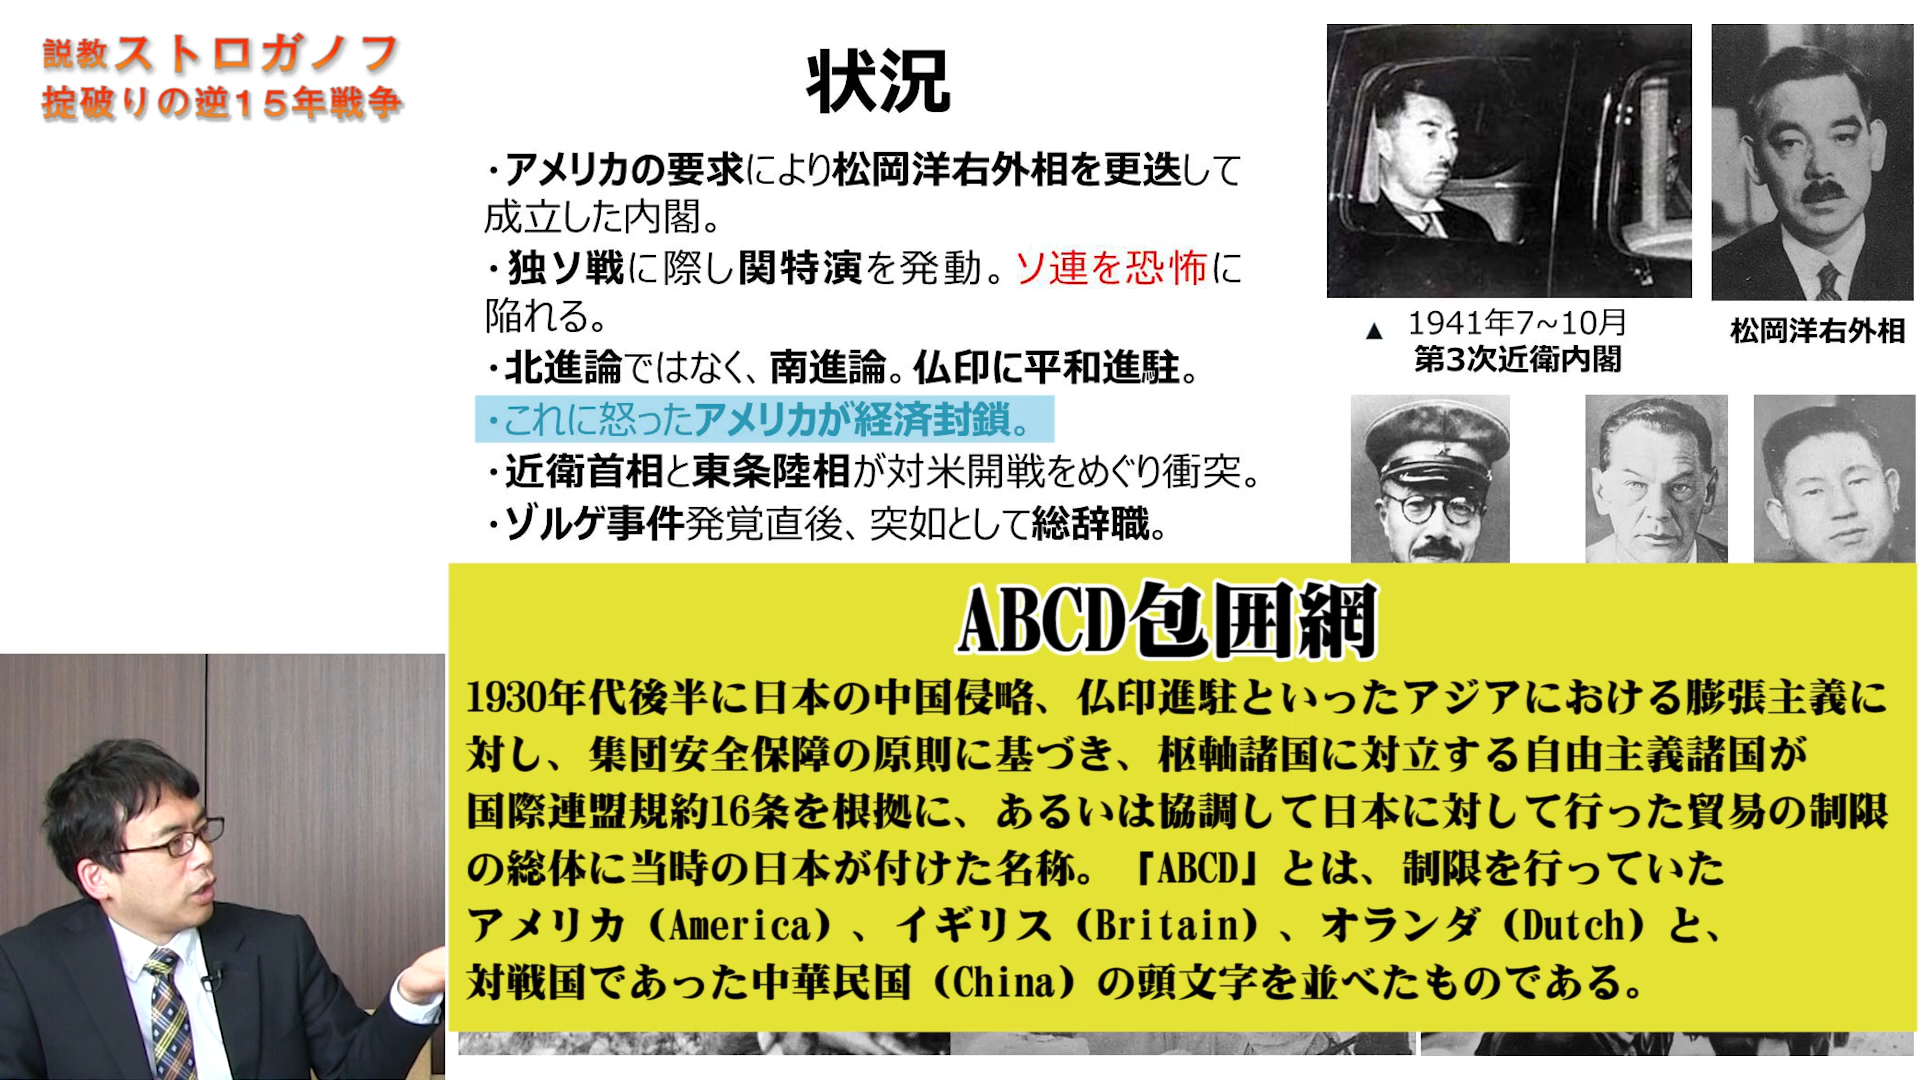 説教ストロガノフ
掟破りの逆15年戦争
状況
・アメリカの要求により松岡洋右外相を更迭して
成立した内閣。
・独ソ戦に際し関特演を発動。ソ連を恐怖に
陥れる。
・北進論ではなく、南進論。仏印に平和進駐。
・これに怒ったアメリカが経済封鎖。
・近衛首相と東条陸相が対米開戦をめぐり衝突。
・ゾルゲ事件発覚直後、突如として総辞職。
▲ 1941年7~10月
第3次近衛内閣
松岡洋右外相
ABCD包囲網
1930年代後半に日本の中国侵略、仏印進駐といったアジアにおける膨張主義に
対し、集団安全保障の原則に基づき、枢軸諸国に対立する自由主義諸国が
国際連盟規約16条を根拠に、あるいは協調して日本に対して行った貿易の制限
の総体に当時の日本が付けた名称。「ABCD」とは、制限を行っていた
アメリカ（America）、イギリス（Britain）、オランダ（Dutch）と、
対戦国であった中華民国（China）の頭文字を並べたものである。